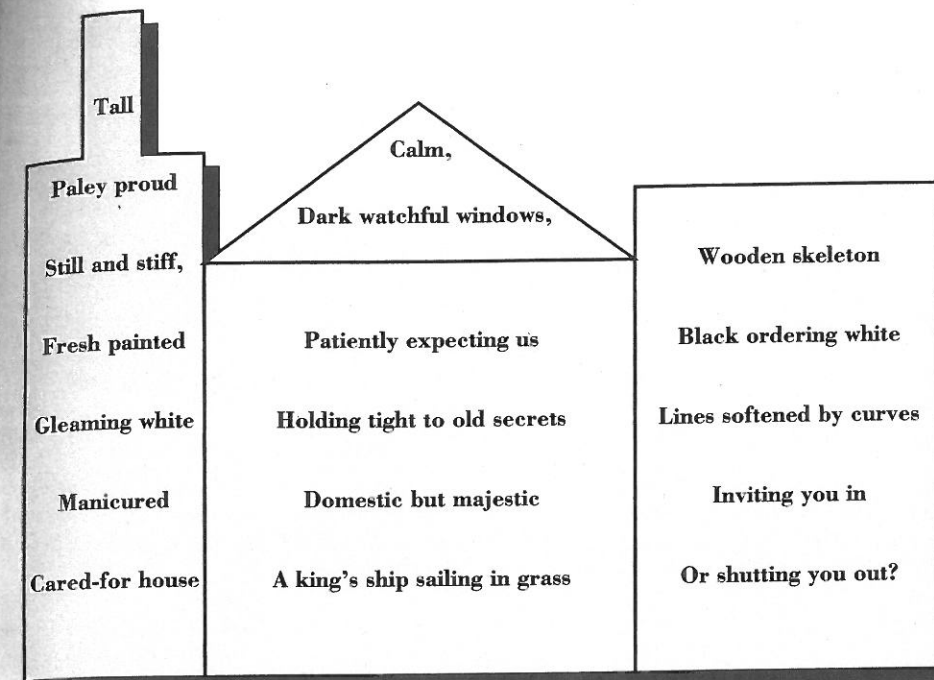 Tall
Paley proud
Still and stiff,
Fresh painted
Gleaming white
Manicured
Cared-for house
Calm,
Dark watchful windows,
Patiently expecting us
Holding tight to old secrets
Domestic but majestic
A king's ship sailing in grass
Wooden skeleton
Black ordering white
Lines softened by curves
Inviting you in
Or shutting you out?